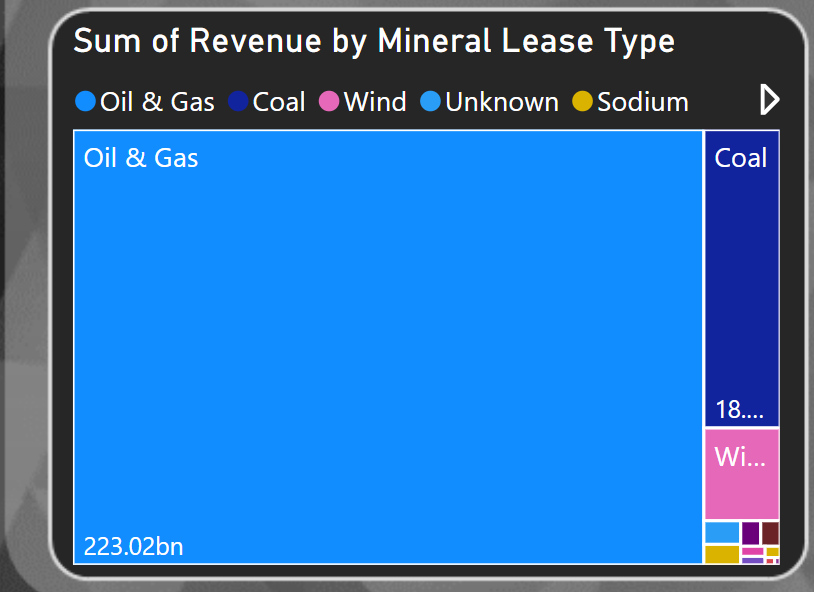 Sum of Revenue by Mineral Lease Type
Oil & Gas Coal Wind Unknown Sodium
Oil & Gas
Coal
18....
Wi...
223.02bn